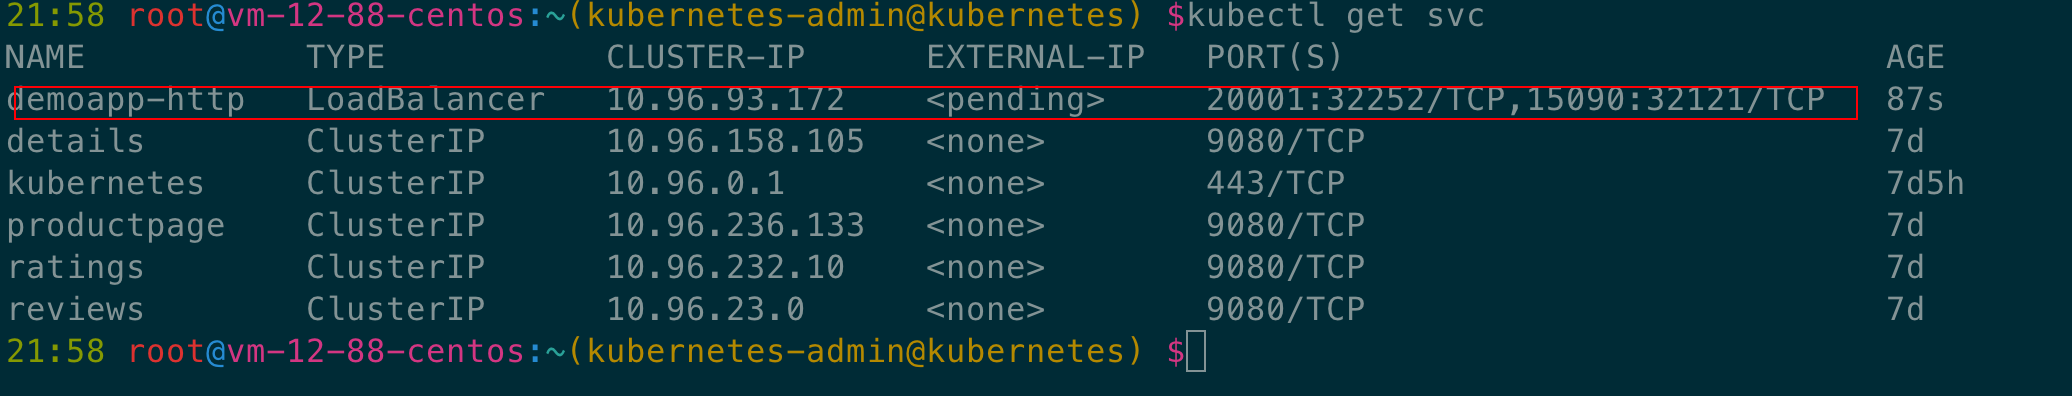 21:58 root@vm-12-88-centos:~(kubernetes-admin@kubernetes) $kubectl get svc
NAME TYPE CLUSTER-IP EXTERNAL-IP PORT(S) AGE
demoapp-http LoadBalancer 10.96.93.172 <pending> 20001:32252/TCP,15090:32121/TCP 87s
details ClusterIP 10.96.158.105 <none> 9080/TCP 7d
kubernetes ClusterIP 10.96.0.1 <none> 443/TCP 7d5h
productpage ClusterIP 10.96.236.133 <none> 9080/TCP 7d
ratings ClusterIP 10.96.232.10 <none> 9080/TCP 7d
reviews ClusterIP 10.96.23.0 <none> 9080/TCP 7d
21:58 root@vm-12-88-centos:~(kubernetes-admin@kubernetes) $